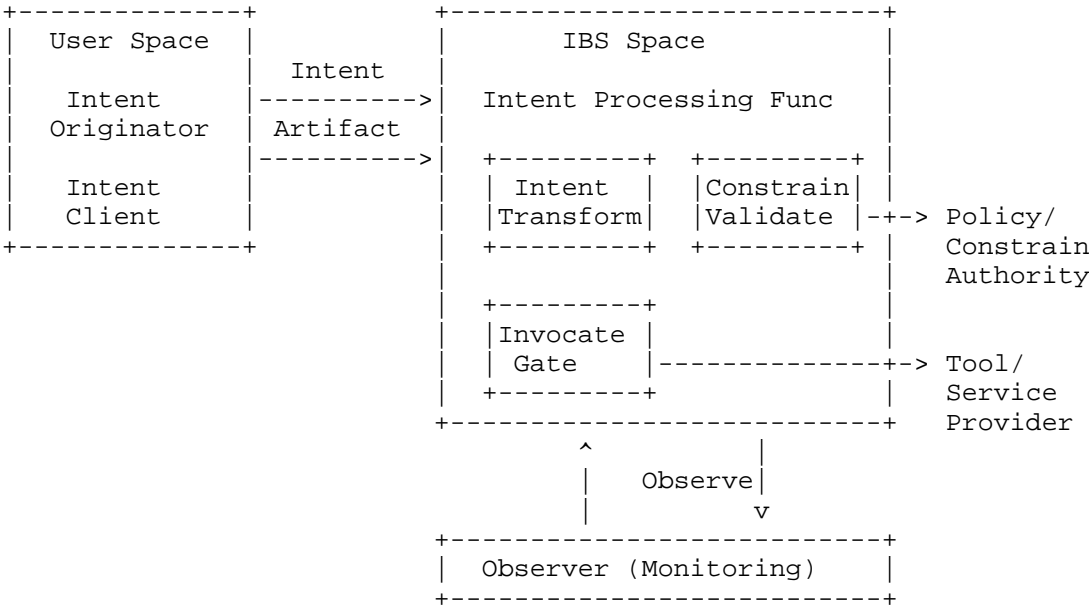 User Space IBS Space
Intent
Intent Intent Processing Func
Originator Artifact
Intent Intent Constrain
Client Transform Validate Policy/
Constrain
Authority
Invocate
Gate Tool/
Service
Provider
Observe
Observer (Monitoring)